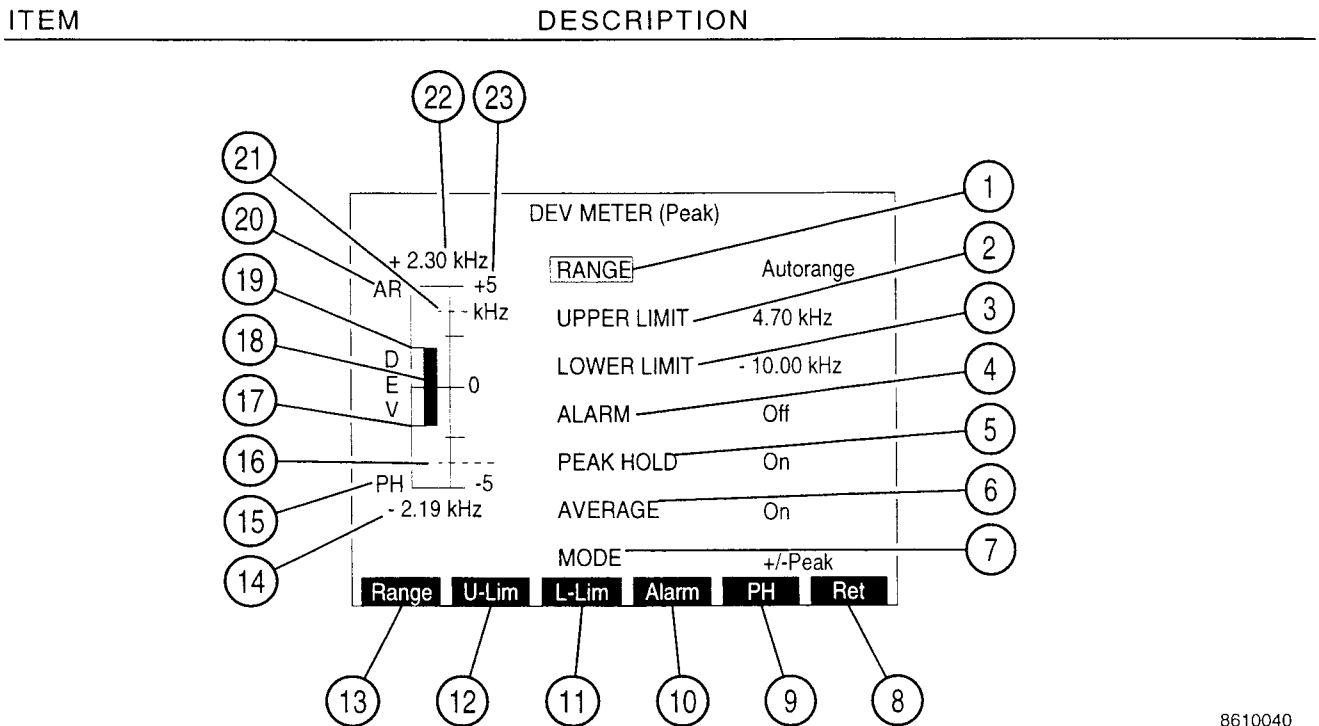 ITEM DESCRIPTION
22 23
21
1
DEV METER (Peak)
20
+ 2.30 kHz
RANGE Autorange
2
AR +5
19
kHz
UPPER LIMIT 4.70 kHz
3
18
D
E 0
V
LOWER LIMIT - 10.00 kHz
4
17
ALARM Off
5
16
PEAK HOLD On
PH -5
6
15
- 2.19 kHz
AVERAGE On
7
14
MODE +/-Peak
Range U-Lim L-Lim Alarm PH Ret
13 12 11 10 9 8
8610040